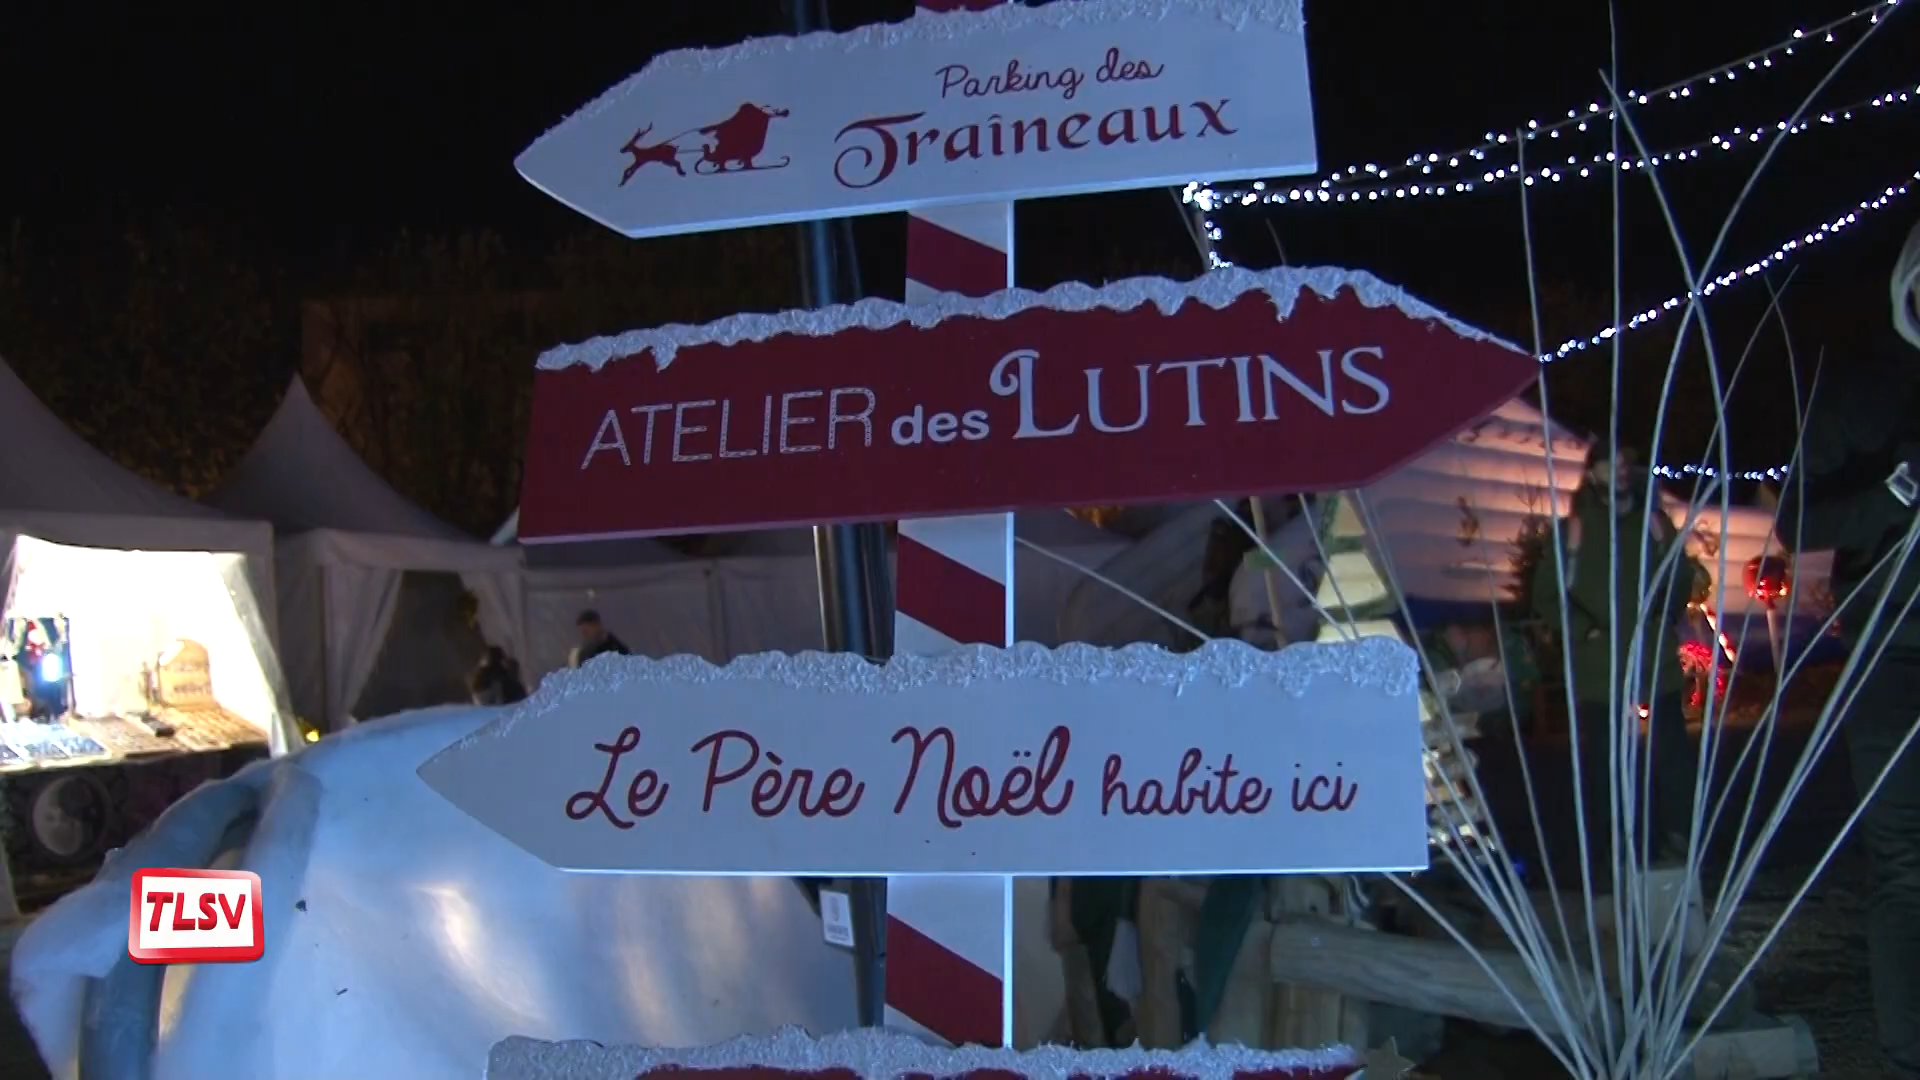 Parking des
Traîneaux
ATELIER des LUTINS
Le Père Noël habite ici
TLSV